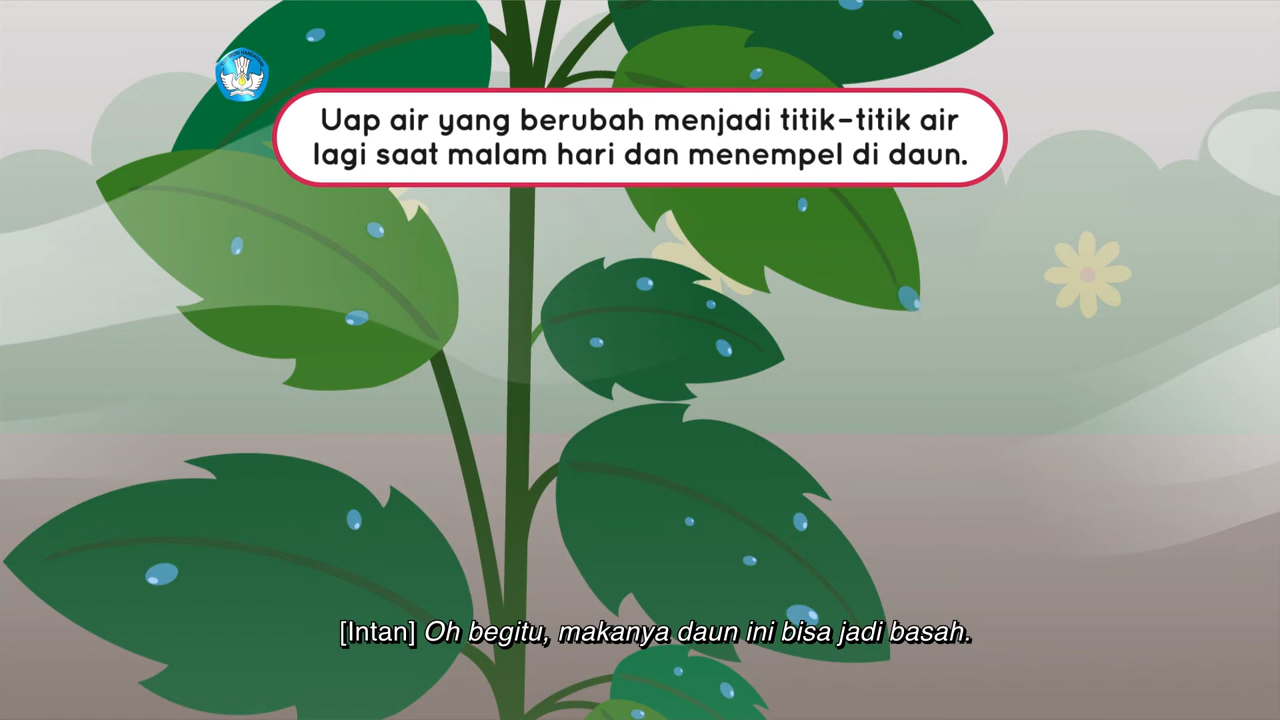 Uap air yang berubah menjadi titik-titik air
lagi saat malam hari dan menempel di daun.
[Intan] Oh begitu, makanya daun ini bisa jadi basah.